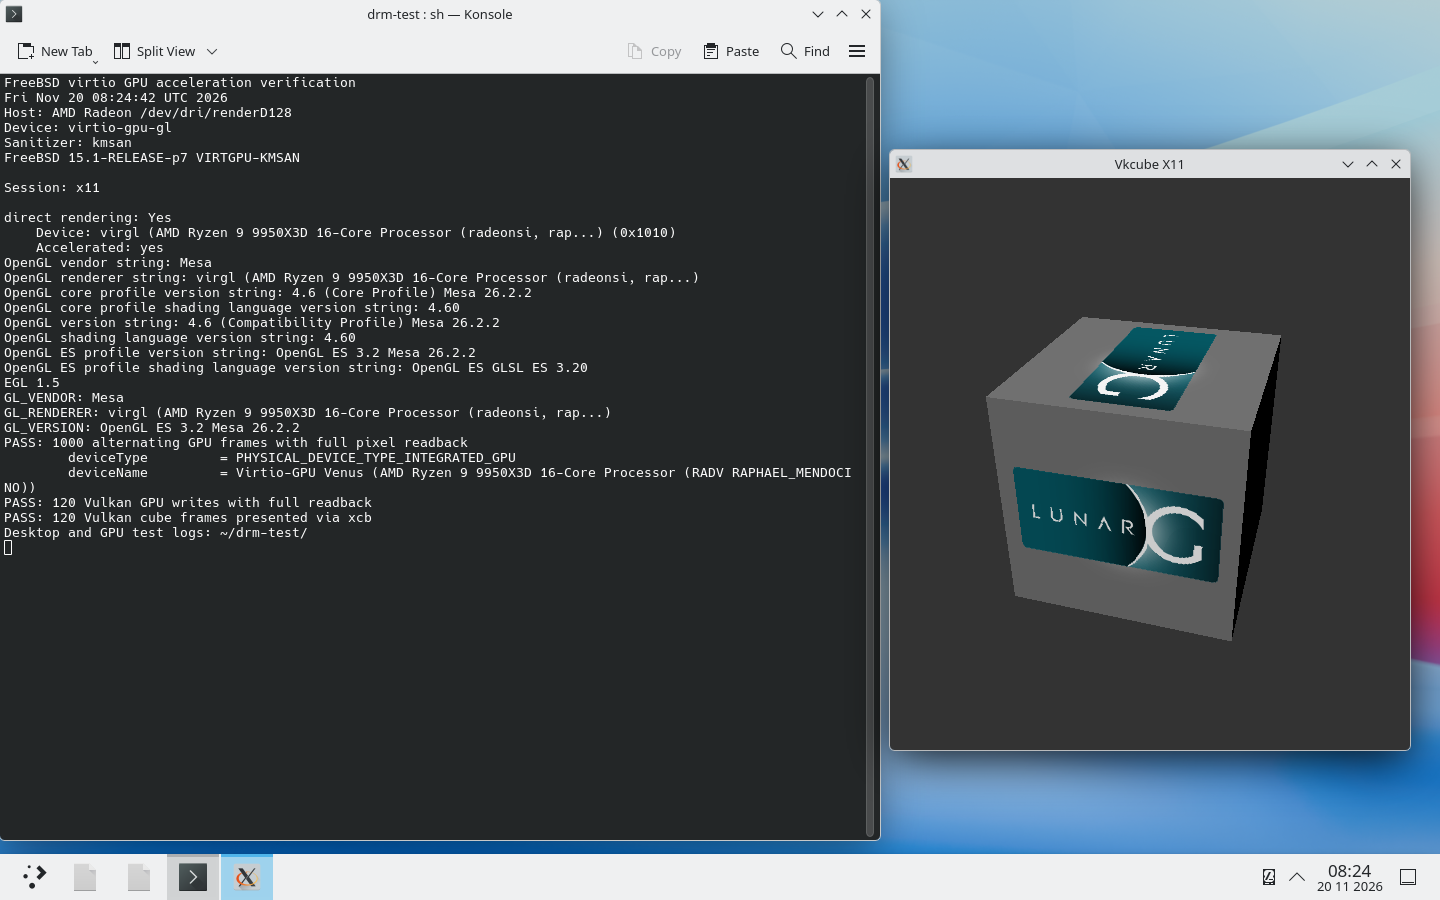 drm-test : sh — Konsole
New Tab
Split View
Copy
Paste
Find
FreeBSD virtio GPU acceleration verification
Fri Nov 20 08:24:42 UTC 2026
Host: AMD Radeon /dev/dri/renderD128
Device: virtio-gpu-gl
Sanitizer: kmsan
FreeBSD 15.1-RELEASE-p7 VIRTGPU-KMSAN
Session: x11
direct rendering: Yes
Device: virgl (AMD Ryzen 9 9950X3D 16-Core Processor (radeonsi, rap...) (0x1010)
Accelerated: yes
OpenGL vendor string: Mesa
OpenGL renderer string: virgl (AMD Ryzen 9 9950X3D 16-Core Processor (radeonsi, rap...)
OpenGL core profile version string: 4.6 (Core Profile) Mesa 26.2.2
OpenGL core profile shading language version string: 4.60
OpenGL version string: 4.6 (Compatibility Profile) Mesa 26.2.2
OpenGL shading language version string: 4.60
OpenGL ES profile version string: OpenGL ES 3.2 Mesa 26.2.2
OpenGL ES profile shading language version string: OpenGL ES GLSL ES 3.20
EGL 1.5
GL_VENDOR: Mesa
GL_RENDERER: virgl (AMD Ryzen 9 9950X3D 16-Core Processor (radeonsi, rap...)
GL_VERSION: OpenGL ES 3.2 Mesa 26.2.2
PASS: 1000 alternating GPU frames with full pixel readback
deviceType = PHYSICAL_DEVICE_TYPE_INTEGRATED_GPU
deviceName = Virtio-GPU Venus (AMD Ryzen 9 9950X3D 16-Core Processor (RADV RAPHAEL_MENDOCI
NO))
PASS: 120 Vulkan GPU writes with full readback
PASS: 120 Vulkan cube frames presented via xcb
Desktop and GPU test logs: ~/drm-test/
Vkcube X11
LUNAR G
LUNAR G
08:24
20 11 2026